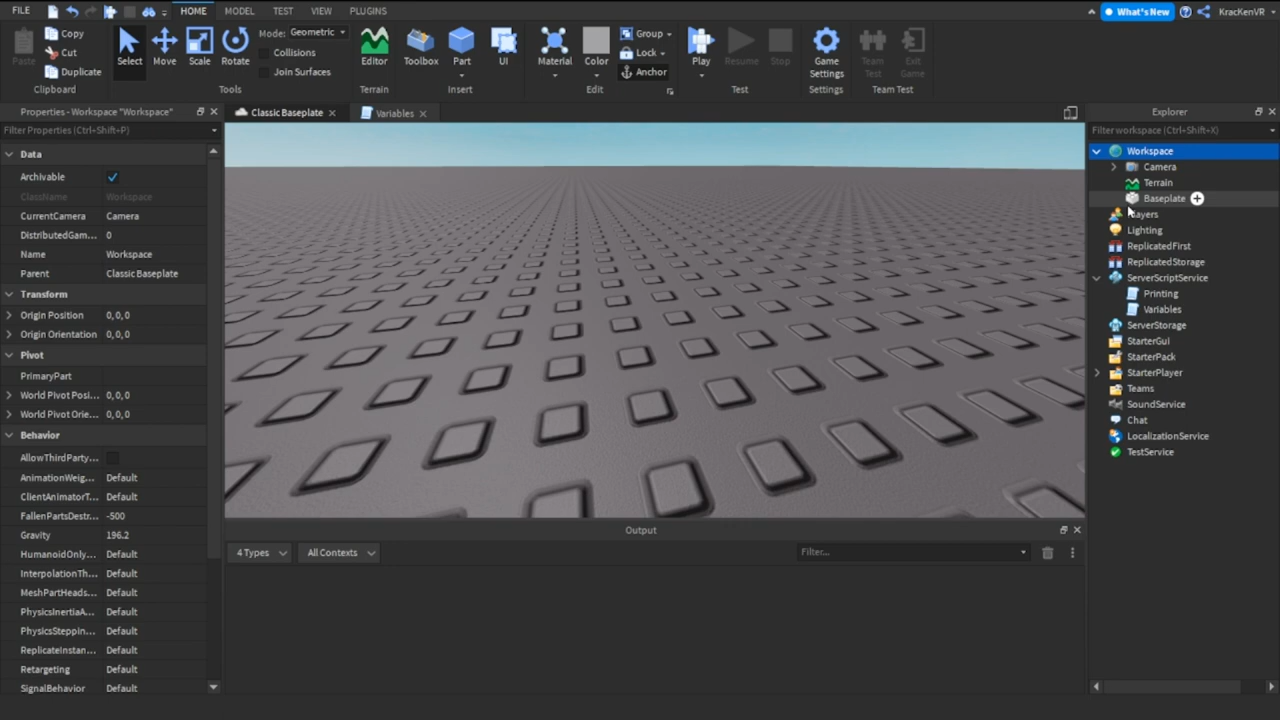 FILE HOME MODEL TEST VIEW PLUGINS What's New KracKenVR
Paste Copy Cut Duplicate Clipboard
Select Move Scale Rotate Mode: Geometric Collisions Join Surfaces Tools
Editor Terrain
Toolbox Part UI Insert
Material Color Group Lock Anchor Edit
Play Resume Stop Test
Game Settings Settings
Team Test Exit Game Team Test
Properties - Workspace "Workspace"
Filter Properties (Ctrl+Shift+P)
Data
Archivable
ClassName Workspace
CurrentCamera Camera
DistributedGam... 0
Name Workspace
Parent Classic Baseplate
Transform
Origin Position 0,0,0
Origin Orientation 0,0,0
Pivot
PrimaryPart
World Pivot Posi... 0,0,0
World Pivot Orie... 0,0,0
Behavior
AllowThirdParty...
AnimationWeig... Default
ClientAnimatorT... Default
FallenPartsDestr... -500
Gravity 196.2
HumanoidOnly... Default
InterpolationTh... Default
MeshPartHeads... Default
PhysicsInertiaA... Default
PhysicsSteppin... Default
ReplicateInstan... Default
Retargeting Default
SignalBehavior Default
Classic Baseplate Variables
Output
4 Types All Contexts Filter...
Explorer
Filter workspace (Ctrl+Shift+X)
Workspace
Camera
Terrain
Baseplate
ayers
Lighting
ReplicatedFirst
ReplicatedStorage
ServerScriptService
Printing
Variables
ServerStorage
StarterGui
StarterPack
StarterPlayer
Teams
SoundService
Chat
LocalizationService
TestService